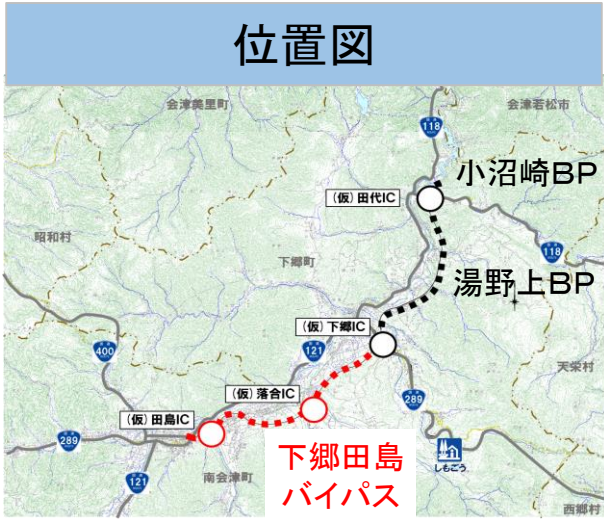 位置図
会津美里町
会津若松市
118
小沼崎BP
(仮)田代IC
昭和村
118
下郷町
湯野上BP
(仮)下郷IC
121
400
天栄村
(仮)落合IC
289
(仮)田島IC
289
下郷田島
バイパス
しもごう
121
南会津町
西郷村